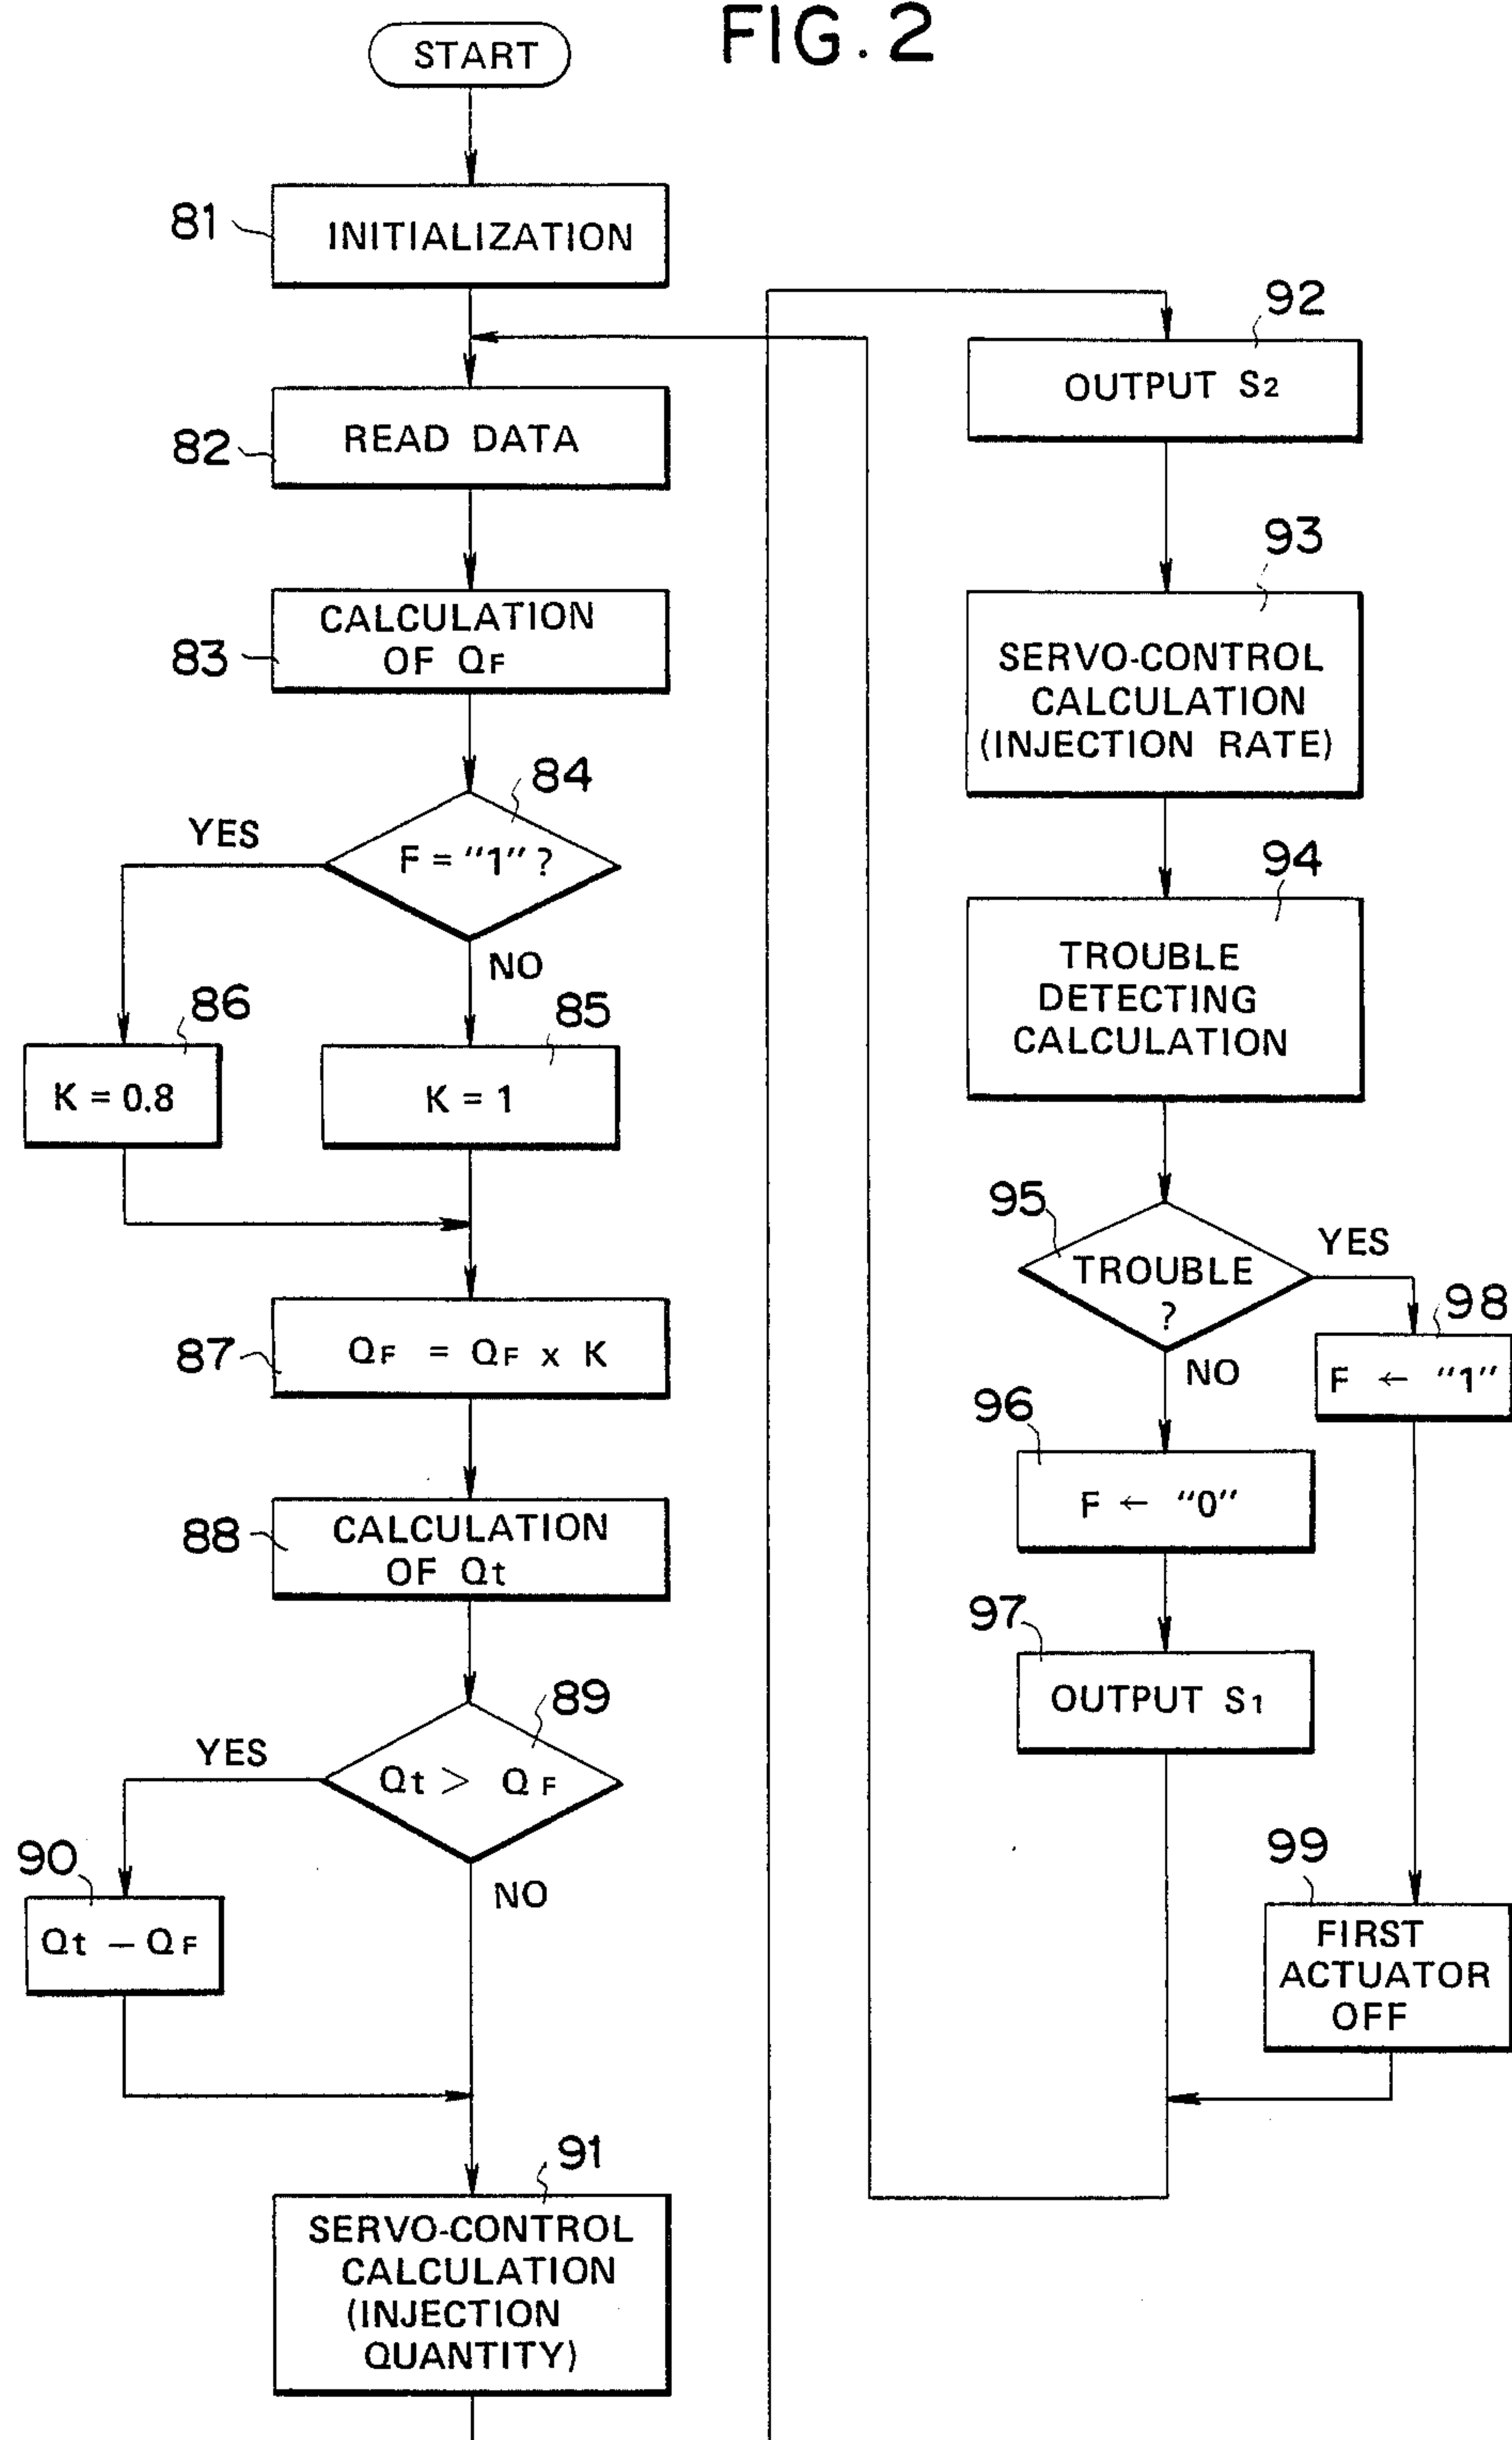 FIG. 2
START
81
INITIALIZATION
82
READ DATA
83
CALCULATION
OF QF
84
F = "1" ?
YES
NO
86
K = 0.8
85
K = 1
87
QF = QF x K
88
CALCULATION
OF Qt
89
Qt > QF
YES
NO
90
Qt – QF
91
SERVO-CONTROL
CALCULATION
(INJECTION
QUANTITY)
92
OUTPUT S2
93
SERVO-CONTROL
CALCULATION
(INJECTION RATE)
94
TROUBLE
DETECTING
CALCULATION
95
TROUBLE
?
YES
NO
98
F ← "1"
96
F ← "0"
97
OUTPUT S1
99
FIRST
ACTUATOR
OFF